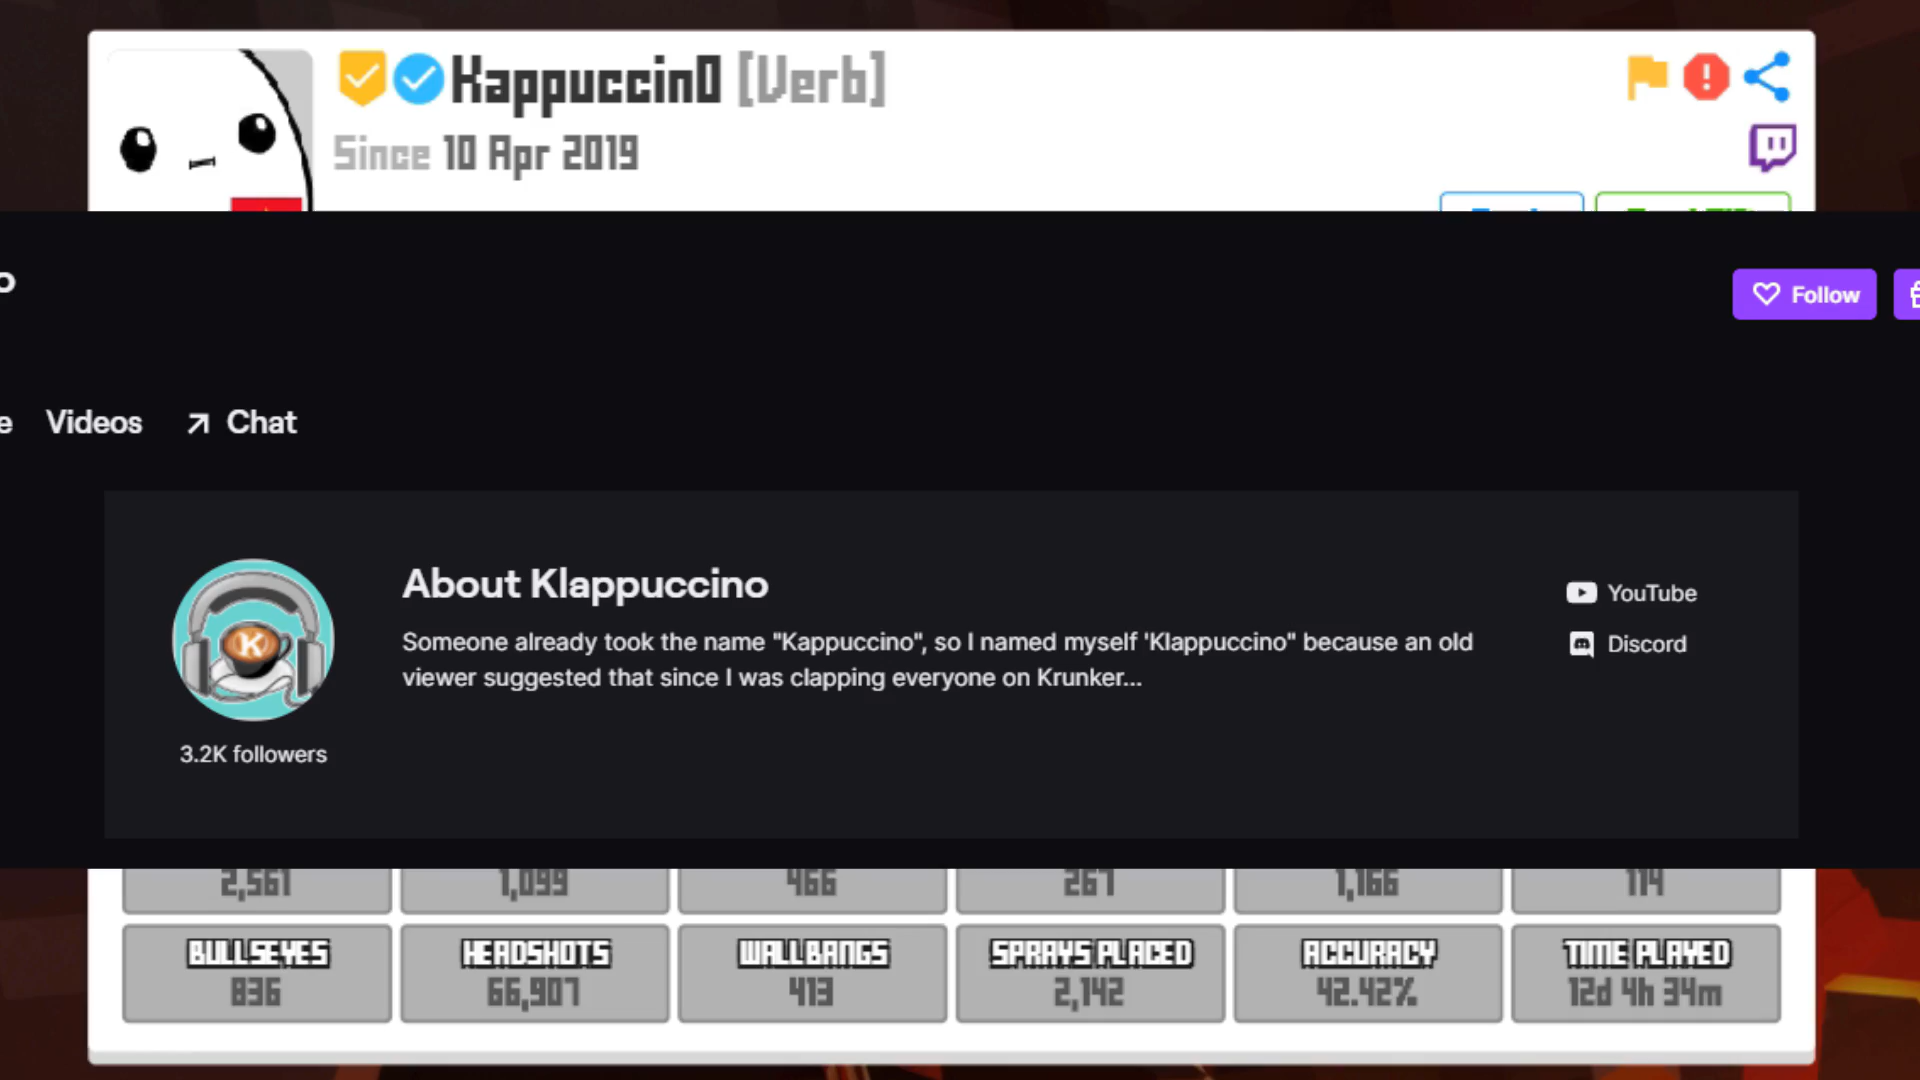 Kappuccin0 [Verb]
Since 10 Apr 2019
o
Follow
e Videos Chat
K
About Klappuccino
Someone already took the name "Kappuccino", so I named myself 'Klappuccino" because an old
viewer suggested that since I was clapping everyone on Krunker...
YouTube
Discord
3.2K followers
2,561 1,099 466 267 1,166 114
BULLSEYES HEADSHOTS WALLBANGS SPRAYS PLACED ACCURACY TIME PLAYED
836 66,907 413 2,142 42.42% 12d 4h 34m